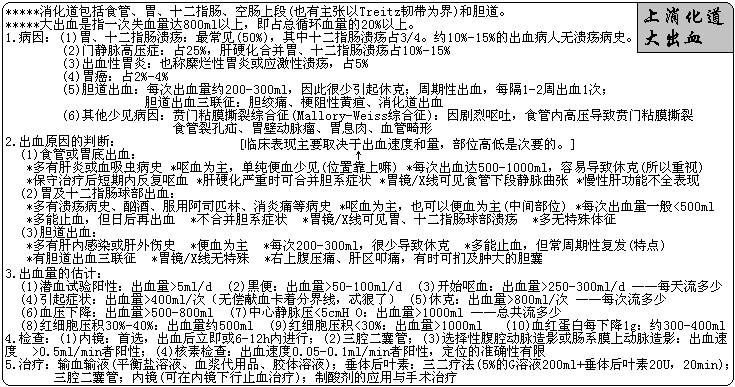 *****消化道包括食管、胃、十二指肠、空肠上段(也有主张以Treitz韧带为界)和胆道。
*****大出血是指一次失血量达800ml以上，即占总循环血量的20%以上。
上消化道
大出血
1.病因：(1)胃、十二指肠溃疡：最常见(50%)，其中十二指肠溃疡占3/4。约10%-15%的出血病人无溃疡病史。
(2)门静脉高压症：占25%，肝硬化合并胃、十二指肠溃疡占10%-15%
(3)出血性胃炎：也称糜烂性胃炎或应激性溃疡，占5%
(4)胃癌：占2%-4%
(5)胆道出血：每次出血量约200-300ml，因此很少引起休克；周期性出血，每隔1-2周出血1次；
胆道出血三联征：胆绞痛、梗阻性黄疸、消化道出血
(6)其他少见病因：贲门粘膜撕裂综合征(Mallory-Weiss综合征)：因剧烈呕吐，食管内高压导致贲门粘膜撕裂
食管裂孔疝、胃壁动脉瘤、胃息肉、血管畸形
2.出血原因的判断： [临床表现主要取决于出血速度和量，部位高低是次要的。]
(1)食管或胃底出血： ↑
*多有肝炎或血吸虫病史 *呕血为主，单纯便血少见(位置靠上嘛) *每次出血达500-1000ml，容易导致休克(所以重视)
*保守治疗后短期内反复呕血 *肝硬化严重时可合并胆系症状 *胃镜/X线可见食管下段静脉曲张 *慢性肝功能不全表现
(2)胃及十二指肠球部出血：
*多有溃疡病史、酗酒、服用阿司匹林、消炎痛等病史 *呕血为主，也可以便血为主(中间部位) *每次出血量一般<500ml
*多能止血，但日后再出血 *不合并胆系症状 *胃镜/X可见胃、十二指肠球部溃疡 *多无特殊体征
(3)胆道出血：
*多有肝内感染或肝外伤史 *便血为主 *每次200-300ml，很少导致休克 *多能止血，但常周期性复发(特点)
*有胆道出血三联征 *胃镜/X线无特殊 *右上腹压痛、肝区叩痛，有时可扪及肿大的胆囊
3.出血量的估计：
(1)潜血试验阳性：出血量>5ml/d (2)黑便：出血量>50-100ml/d (3)开始呕血：出血量>250-300ml/d ——每天流多少
(4)引起症状：出血量>400ml/次（无偿献血卡着分界线，忒狠了） (5)休克：出血量>800ml/次 ——每次流多少
(6)血压下降：出血量>500-800ml (7)中心静脉压<5cmH O：出血量>1000ml ——总共流多少
(8)红细胞压积30%-40%：出血量约500ml (9)红细胞压积<30%：出血量>1000ml (10)血红蛋白每下降1g：约300-400ml
4.检查：(1)内镜：首选，出血后立即或6-12h内进行；(2)三腔二囊管；(3)选择性腹腔动脉造影或肠系膜上动脉造影：出血速
度 >0.5ml/min者阳性；(4)核素检查：出血速度0.05-0.1ml/min者阳性，定位的准确性有限
5.治疗：输血输液(平衡盐溶液、血浆代用品、胶体溶液)；垂体后叶素：三二疗法(5%的G溶液200ml+垂体后叶素20U，20min)；
三腔二囊管；内镜(可在内镜下行止血治疗)；制酸剂的应用与手术治疗